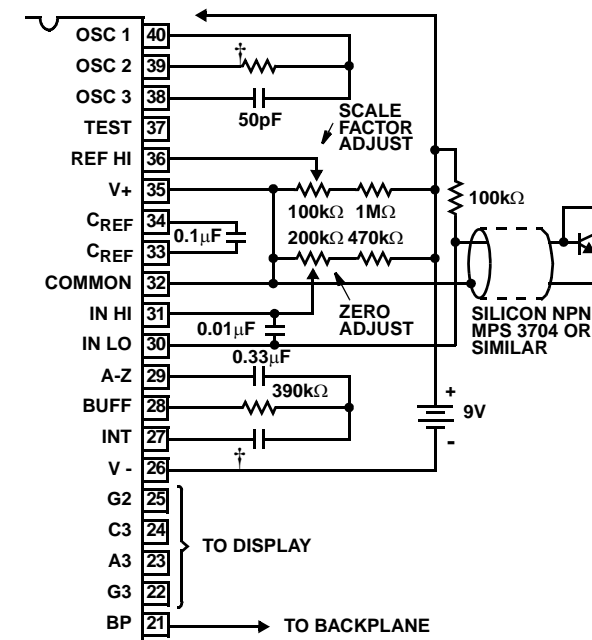 OSC 1 40
OSC 2 39 †
OSC 3 38
50pF
TEST 37
SCALE
FACTOR
ADJUST
REF HI 36
V+ 35
100kΩ 1MΩ
100kΩ
CREF 34
0.1μF
CREF 33
200kΩ 470kΩ
COMMON 32
IN HI 31
ZERO
ADJUST
0.01μF
IN LO 30
SILICON NPN
MPS 3704 OR
SIMILAR
0.33μF
A-Z 29
390kΩ
BUFF 28
+
9V
-
INT 27
†
V - 26
G2 25
C3 24
TO DISPLAY
A3 23
G3 22
BP 21
TO BACKPLANE